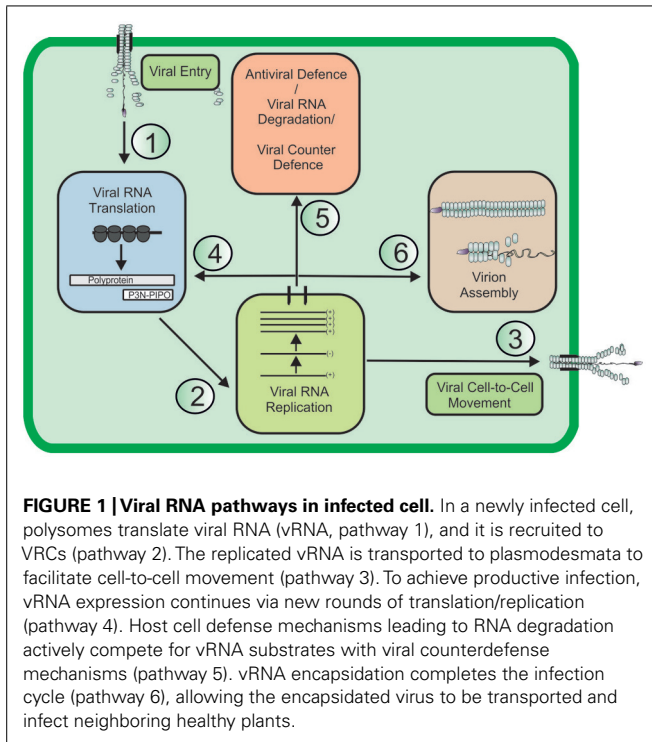 Viral Entry
Antiviral Defence
/
Viral RNA
Degradation/
Viral Counter
Defence
1
Viral RNA
Translation
Polyprotein
P3N-PIPO
5
4
6
Virion
Assembly
2
(+)
(+)
(+)
(+)
(-)
(+)
Viral RNA
Replication
3
Viral Cell-to-Cell
Movement
FIGURE 1 | Viral RNA pathways in infected cell. In a newly infected cell,
polysomes translate viral RNA (vRNA, pathway 1), and it is recruited to
VRCs (pathway 2). The replicated vRNA is transported to plasmodesmata to
facilitate cell-to-cell movement (pathway 3). To achieve productive infection,
vRNA expression continues via new rounds of translation/replication
(pathway 4). Host cell defense mechanisms leading to RNA degradation
actively compete for vRNA substrates with viral counterdefense
mechanisms (pathway 5). vRNA encapsidation completes the infection
cycle (pathway 6), allowing the encapsidated virus to be transported and
infect neighboring healthy plants.